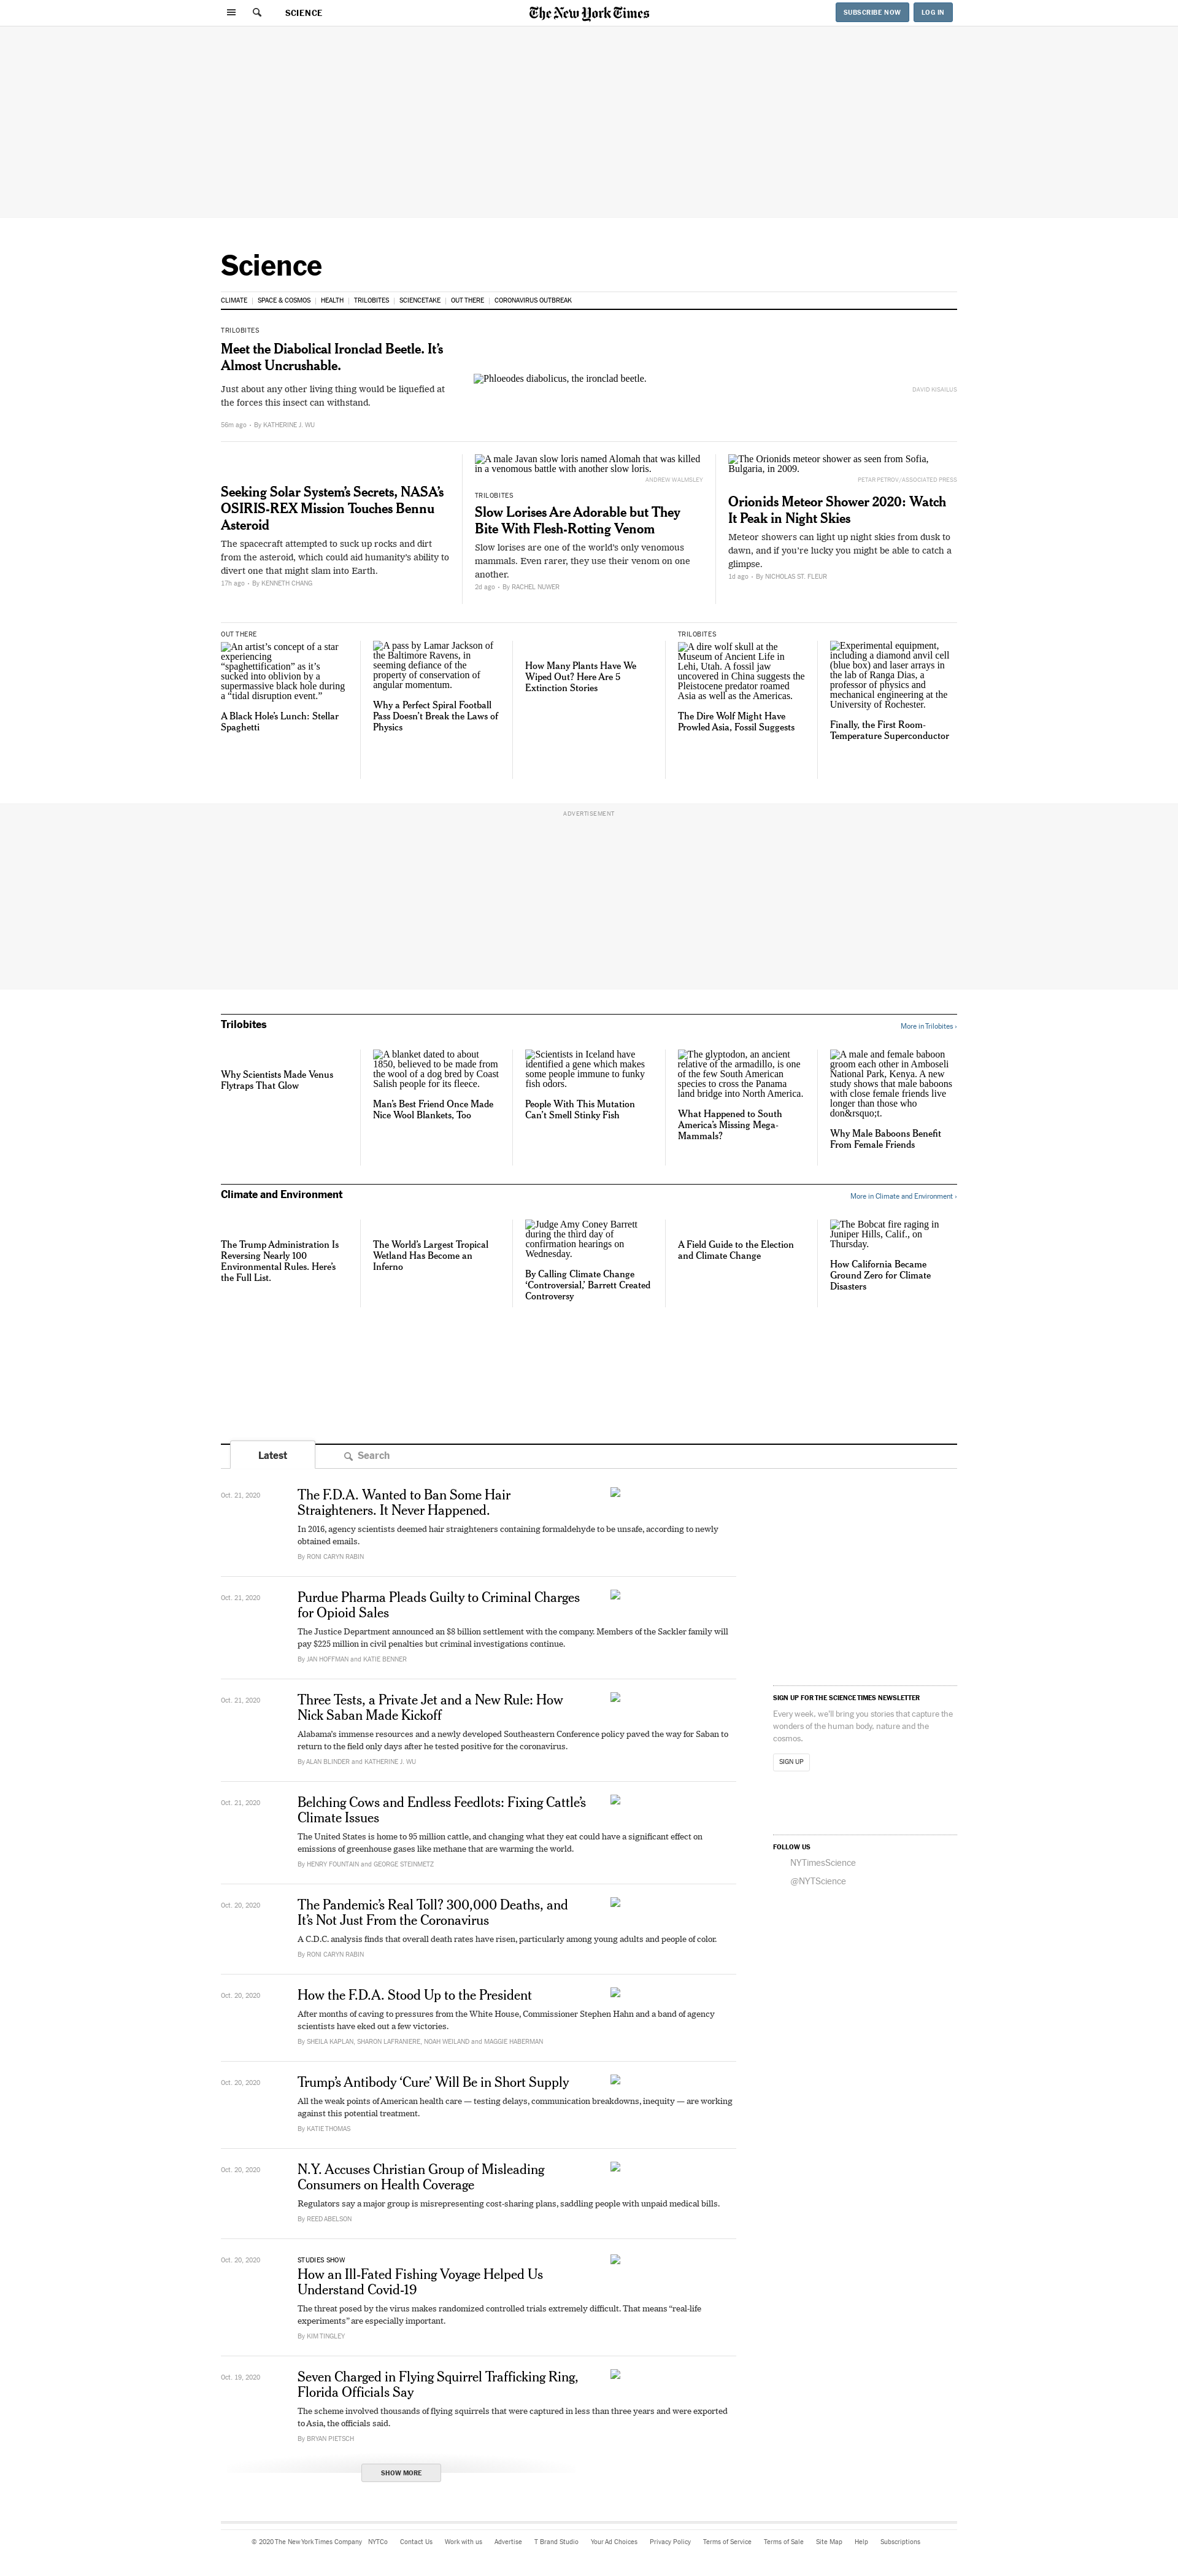 SCIENCE
The New York Times
SUBSCRIBE NOW
LOG IN
Science
CLIMATE
SPACE & COSMOS
HEALTH
TRILOBITES
SCIENCETAKE
OUT THERE
CORONAVIRUS OUTBREAK
TRILOBITES
Meet the Diabolical Ironclad Beetle. It’s
Almost Uncrushable.
Just about any other living thing would be liquefied at
the forces this insect can withstand.
56m ago • By KATHERINE J. WU
Phloeodes diabolicus, the ironclad beetle.
DAVID KISAILUS
Seeking Solar System’s Secrets, NASA’s
OSIRIS-REX Mission Touches Bennu
Asteroid
The spacecraft attempted to suck up rocks and dirt
from the asteroid, which could aid humanity’s ability to
divert one that might slam into Earth.
17h ago • By KENNETH CHANG
A male Javan slow loris named Alomah that was killed
in a venomous battle with another slow loris.
ANDREW WALMSLEY
TRILOBITES
Slow Lorises Are Adorable but They
Bite With Flesh-Rotting Venom
Slow lorises are one of the world’s only venomous
mammals. Even rarer, they use their venom on one
another.
2d ago • By RACHEL NUWER
The Orionids meteor shower as seen from Sofia,
Bulgaria, in 2009.
PETAR PETROV/ASSOCIATED PRESS
Orionids Meteor Shower 2020: Watch
It Peak in Night Skies
Meteor showers can light up night skies from dusk to
dawn, and if you’re lucky you might be able to catch a
glimpse.
1d ago • By NICHOLAS ST. FLEUR
OUT THERE
An artist’s concept of a star
experiencing
“spaghettification” as it’s
sucked into oblivion by a
supermassive black hole during
a “tidal disruption event.”
A Black Hole’s Lunch: Stellar
Spaghetti
A pass by Lamar Jackson of
the Baltimore Ravens, in
seeming defiance of the
property of conservation of
angular momentum.
Why a Perfect Spiral Football
Pass Doesn’t Break the Laws of
Physics
How Many Plants Have We
Wiped Out? Here Are 5
Extinction Stories
TRILOBITES
A dire wolf skull at the
Museum of Ancient Life in
Lehi, Utah. A fossil jaw
uncovered in China suggests the
Pleistocene predator roamed
Asia as well as the Americas.
The Dire Wolf Might Have
Prowled Asia, Fossil Suggests
Experimental equipment,
including a diamond anvil cell
(blue box) and laser arrays in
the lab of Ranga Dias, a
professor of physics and
mechanical engineering at the
University of Rochester.
Finally, the First Room-
Temperature Superconductor
ADVERTISEMENT
Trilobites
More in Trilobites ›
Why Scientists Made Venus
Flytraps That Glow
A blanket dated to about
1850, believed to be made from
the wool of a dog bred by Coast
Salish people for its fleece.
Man’s Best Friend Once Made
Nice Wool Blankets, Too
Scientists in Iceland have
identified a gene which makes
some people immune to funky
fish odors.
People With This Mutation
Can’t Smell Stinky Fish
The glyptodon, an ancient
relative of the armadillo, is one
of the few South American
species to cross the Panama
land bridge into North America.
What Happened to South
America’s Missing Mega-
Mammals?
A male and female baboon
groom each other in Amboseli
National Park, Kenya. A new
study shows that male baboons
with close female friends live
longer than those who
don&rsquo;t.
Why Male Baboons Benefit
From Female Friends
Climate and Environment
More in Climate and Environment ›
The Trump Administration Is
Reversing Nearly 100
Environmental Rules. Here’s
the Full List.
The World’s Largest Tropical
Wetland Has Become an
Inferno
Judge Amy Coney Barrett
during the third day of
confirmation hearings on
Wednesday.
By Calling Climate Change
‘Controversial,’ Barrett Created
Controversy
A Field Guide to the Election
and Climate Change
The Bobcat fire raging in
Juniper Hills, Calif., on
Thursday.
How California Became
Ground Zero for Climate
Disasters
Latest
Search
Oct. 21, 2020
The F.D.A. Wanted to Ban Some Hair
Straighteners. It Never Happened.
In 2016, agency scientists deemed hair straighteners containing formaldehyde to be unsafe, according to newly
obtained emails.
By RONI CARYN RABIN
Oct. 21, 2020
Purdue Pharma Pleads Guilty to Criminal Charges
for Opioid Sales
The Justice Department announced an $8 billion settlement with the company. Members of the Sackler family will
pay $225 million in civil penalties but criminal investigations continue.
By JAN HOFFMAN and KATIE BENNER
Oct. 21, 2020
Three Tests, a Private Jet and a New Rule: How
Nick Saban Made Kickoff
Alabama’s immense resources and a newly developed Southeastern Conference policy paved the way for Saban to
return to the field only days after he tested positive for the coronavirus.
By ALAN BLINDER and KATHERINE J. WU
Oct. 21, 2020
Belching Cows and Endless Feedlots: Fixing Cattle’s
Climate Issues
The United States is home to 95 million cattle, and changing what they eat could have a significant effect on
emissions of greenhouse gases like methane that are warming the world.
By HENRY FOUNTAIN and GEORGE STEINMETZ
Oct. 20, 2020
The Pandemic’s Real Toll? 300,000 Deaths, and
It’s Not Just From the Coronavirus
A C.D.C. analysis finds that overall death rates have risen, particularly among young adults and people of color.
By RONI CARYN RABIN
Oct. 20, 2020
How the F.D.A. Stood Up to the President
After months of caving to pressures from the White House, Commissioner Stephen Hahn and a band of agency
scientists have eked out a few victories.
By SHEILA KAPLAN, SHARON LAFRANIERE, NOAH WEILAND and MAGGIE HABERMAN
Oct. 20, 2020
Trump’s Antibody ‘Cure’ Will Be in Short Supply
All the weak points of American health care — testing delays, communication breakdowns, inequity — are working
against this potential treatment.
By KATIE THOMAS
Oct. 20, 2020
N.Y. Accuses Christian Group of Misleading
Consumers on Health Coverage
Regulators say a major group is misrepresenting cost-sharing plans, saddling people with unpaid medical bills.
By REED ABELSON
Oct. 20, 2020
STUDIES SHOW
How an Ill-Fated Fishing Voyage Helped Us
Understand Covid-19
The threat posed by the virus makes randomized controlled trials extremely difficult. That means “real-life
experiments” are especially important.
By KIM TINGLEY
Oct. 19, 2020
Seven Charged in Flying Squirrel Trafficking Ring,
Florida Officials Say
The scheme involved thousands of flying squirrels that were captured in less than three years and were exported
to Asia, the officials said.
By BRYAN PIETSCH
SHOW MORE
SIGN UP FOR THE SCIENCE TIMES NEWSLETTER
Every week, we’ll bring you stories that capture the
wonders of the human body, nature and the
cosmos.
SIGN UP
FOLLOW US
NYTimesScience
@NYTScience
© 2020 The New York Times Company
NYTCo
Contact Us
Work with us
Advertise
T Brand Studio
Your Ad Choices
Privacy Policy
Terms of Service
Terms of Sale
Site Map
Help
Subscriptions